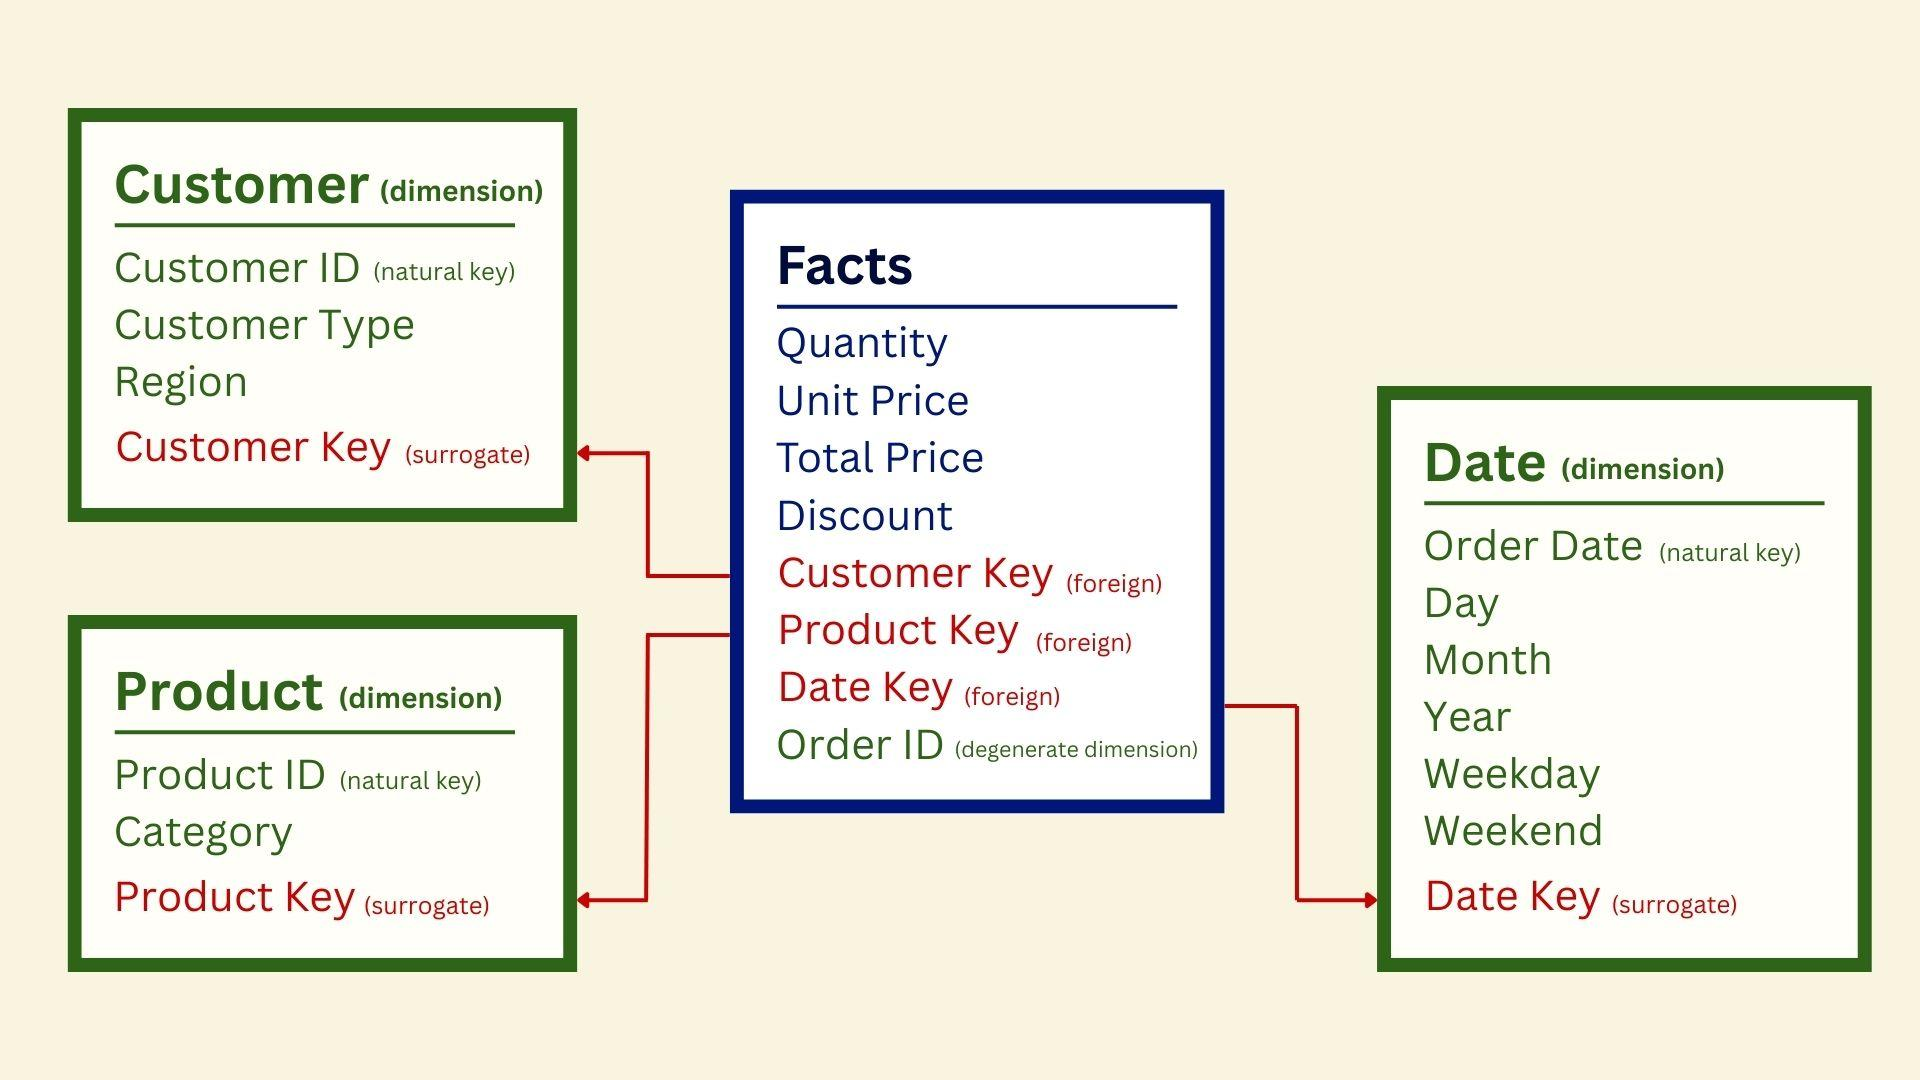 Customer (dimension)
Customer ID (natural key)
Customer Type
Region
Customer Key (surrogate)
Product (dimension)
Product ID (natural key)
Category
Product Key (surrogate)
Facts
Quantity
Unit Price
Total Price
Discount
Customer Key (foreign)
Product Key (foreign)
Date Key (foreign)
Order ID (degenerate dimension)
Date (dimension)
Order Date (natural key)
Day
Month
Year
Weekday
Weekend
Date Key (surrogate)